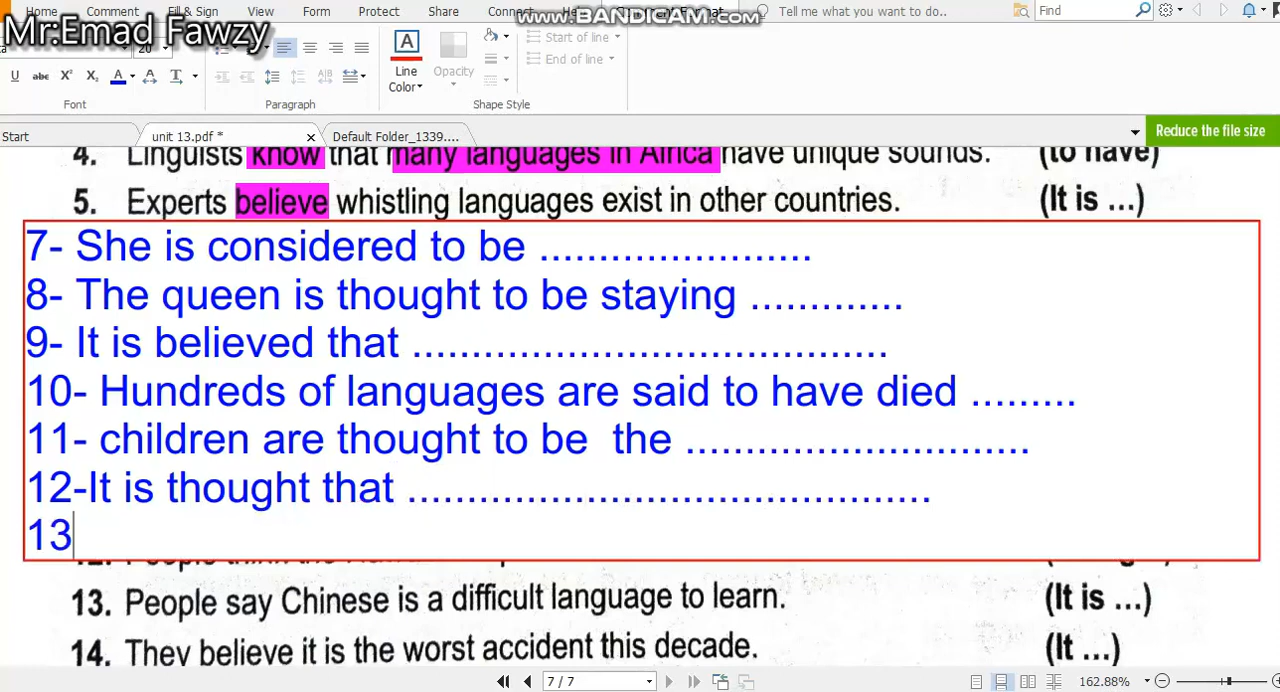 Home Comment Fill & Sign View Form Protect Share Connect Tell me what you want to do.. Find
www.BANDICAM.com
Mr:Emad Fawzy
20
Line Color
Opacity
Start of line
End of line
Font Paragraph Shape Style
Start unit 13.pdf * Default Folder_1339.... Reduce the file size
4. Linguists know that many languages in Africa have unique sounds. (to have)
5. Experts believe whistling languages exist in other countries. (It is ...)
7- She is considered to be .......................
8- The queen is thought to be staying .............
9- It is believed that ........................................
10- Hundreds of languages are said to have died .........
11- children are thought to be the .............................
12-It is thought that ............................................
13
13. People say Chinese is a difficult language to learn. (It is ...)
14. They believe it is the worst accident this decade. (It ...)
7 / 7 162.88%